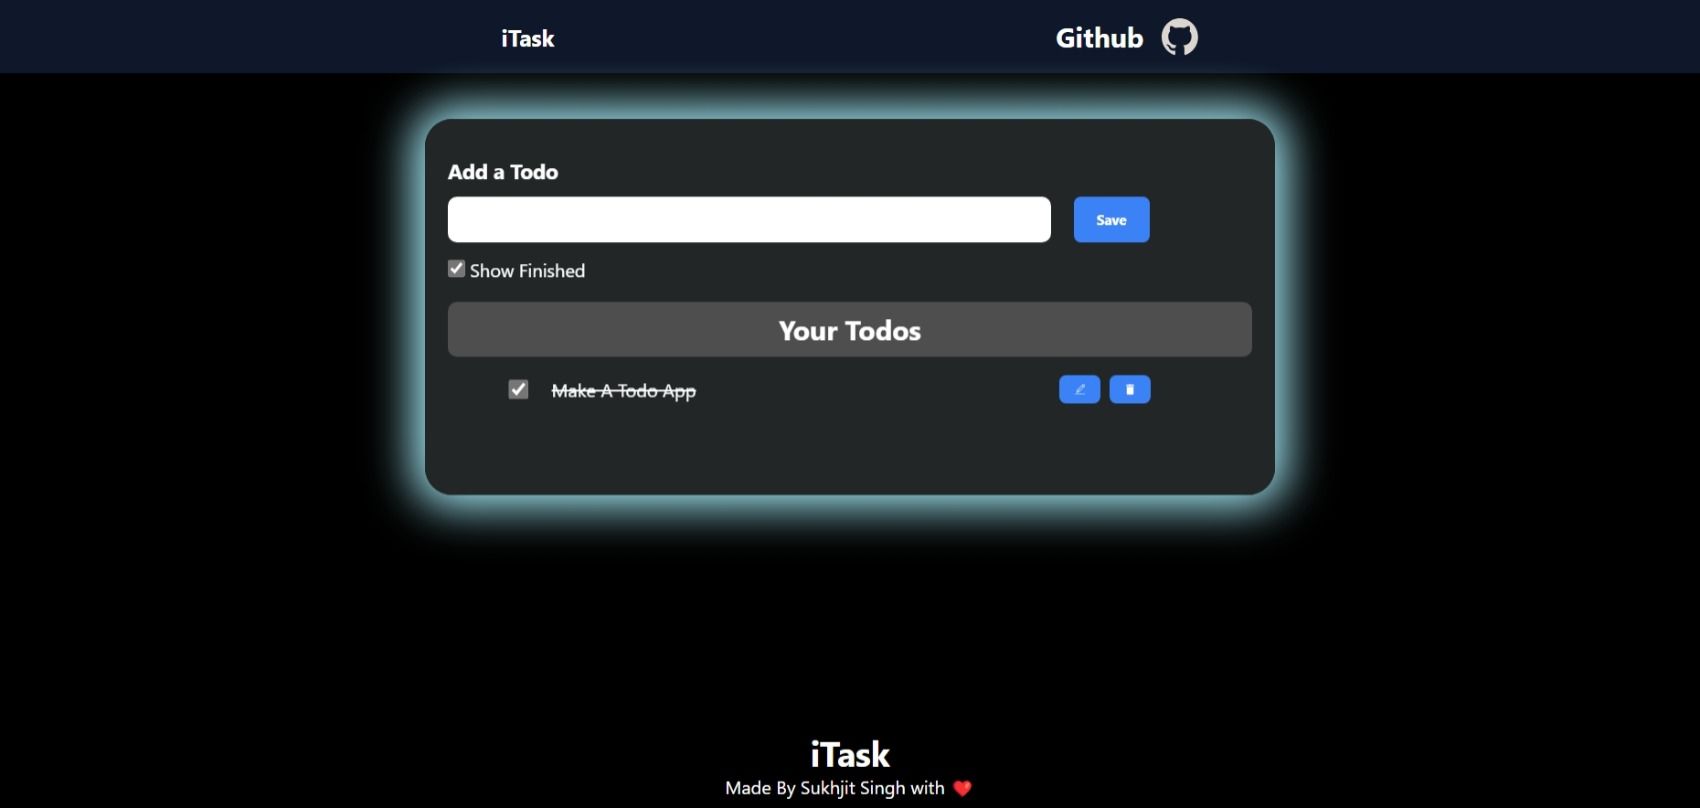 iTask
Github
Add a Todo
Save
Show Finished
Your Todos
Make A Todo App
iTask
Made By Sukhjit Singh with ❤️